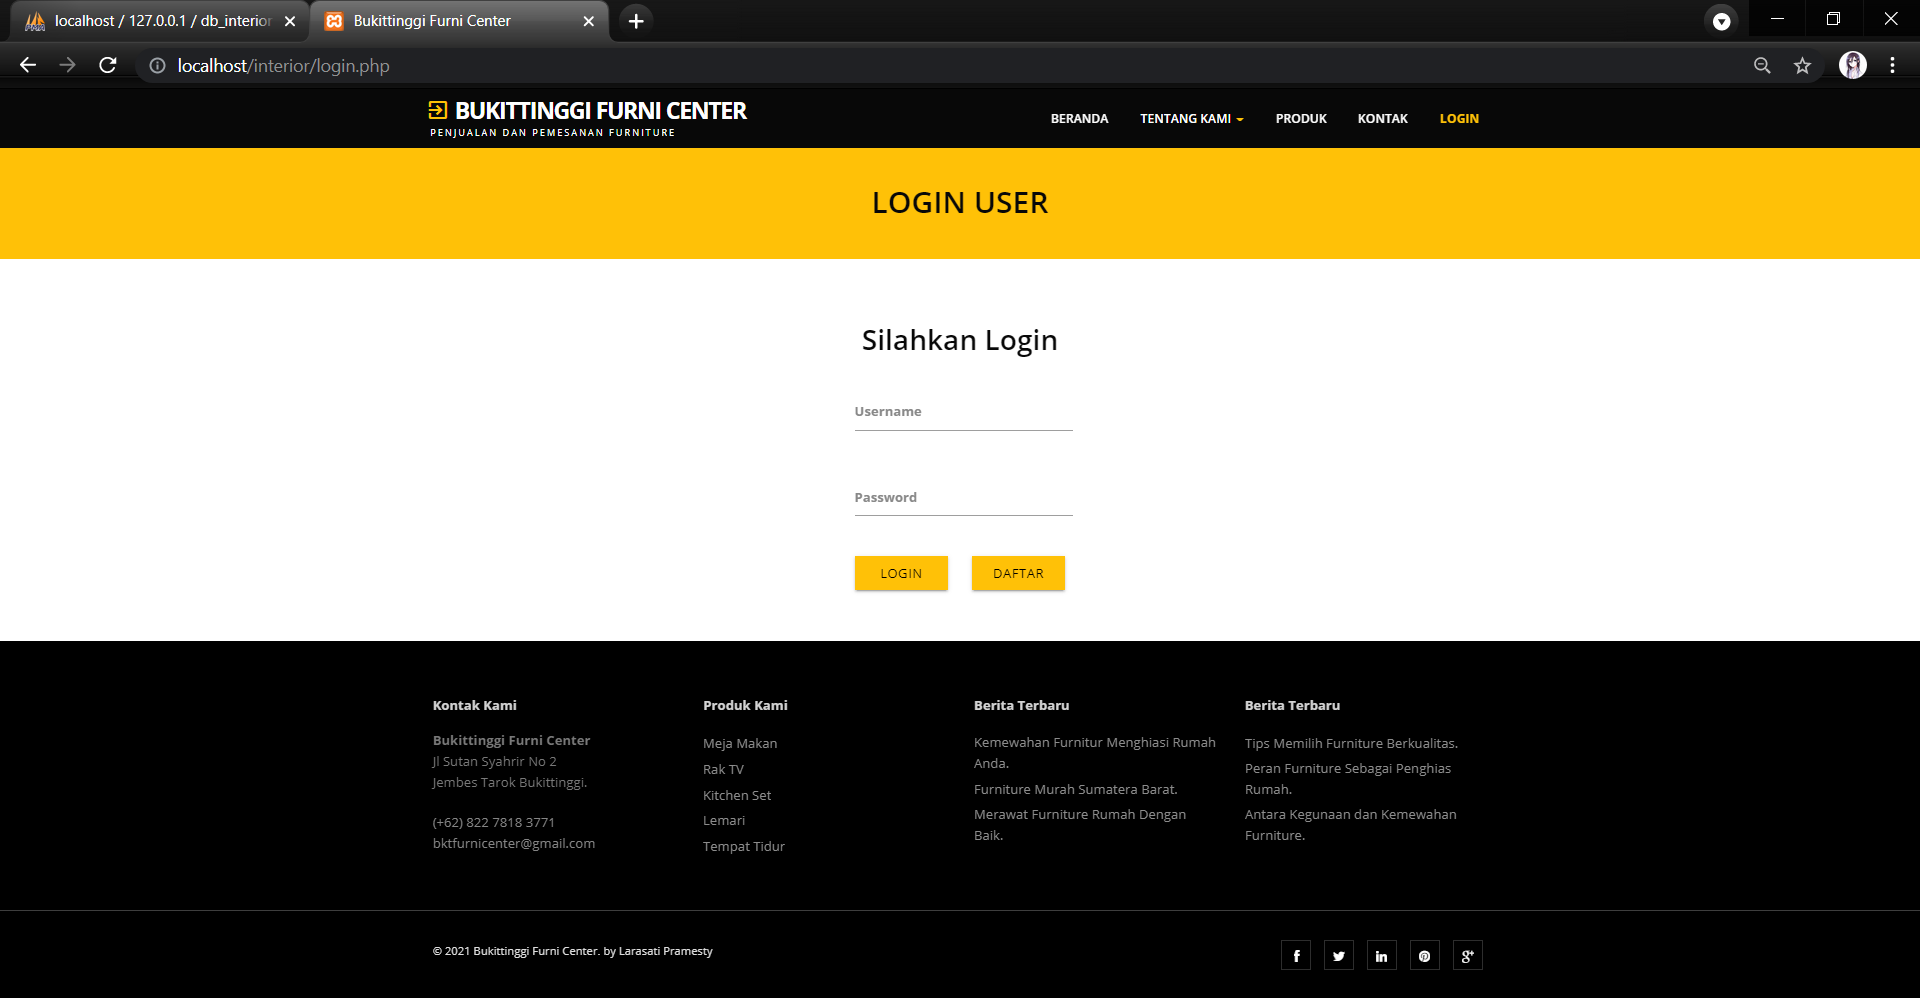 localhost / 127.0.0.1 / db_interior
Bukittinggi Furni Center
localhost/interior/login.php
BUKITTINGGI FURNI CENTER
PENJUALAN DAN PEMESANAN FURNITURE
BERANDA TENTANG KAMI PRODUK KONTAK LOGIN
LOGIN USER
Silahkan Login
Username
Password
LOGIN DAFTAR
Kontak Kami
Bukittinggi Furni Center
Jl Sutan Syahrir No 2
Jembes Tarok Bukittinggi.
(+62) 822 7818 3771
bktfurnicenter@gmail.com
Produk Kami
Meja Makan
Rak TV
Kitchen Set
Lemari
Tempat Tidur
Berita Terbaru
Kemewahan Furnitur Menghiasi Rumah
Anda.
Furniture Murah Sumatera Barat.
Merawat Furniture Rumah Dengan
Baik.
Berita Terbaru
Tips Memilih Furniture Berkualitas.
Peran Furniture Sebagai Penghias
Rumah.
Antara Kegunaan dan Kemewahan
Furniture.
© 2021 Bukittinggi Furni Center. by Larasati Pramesty